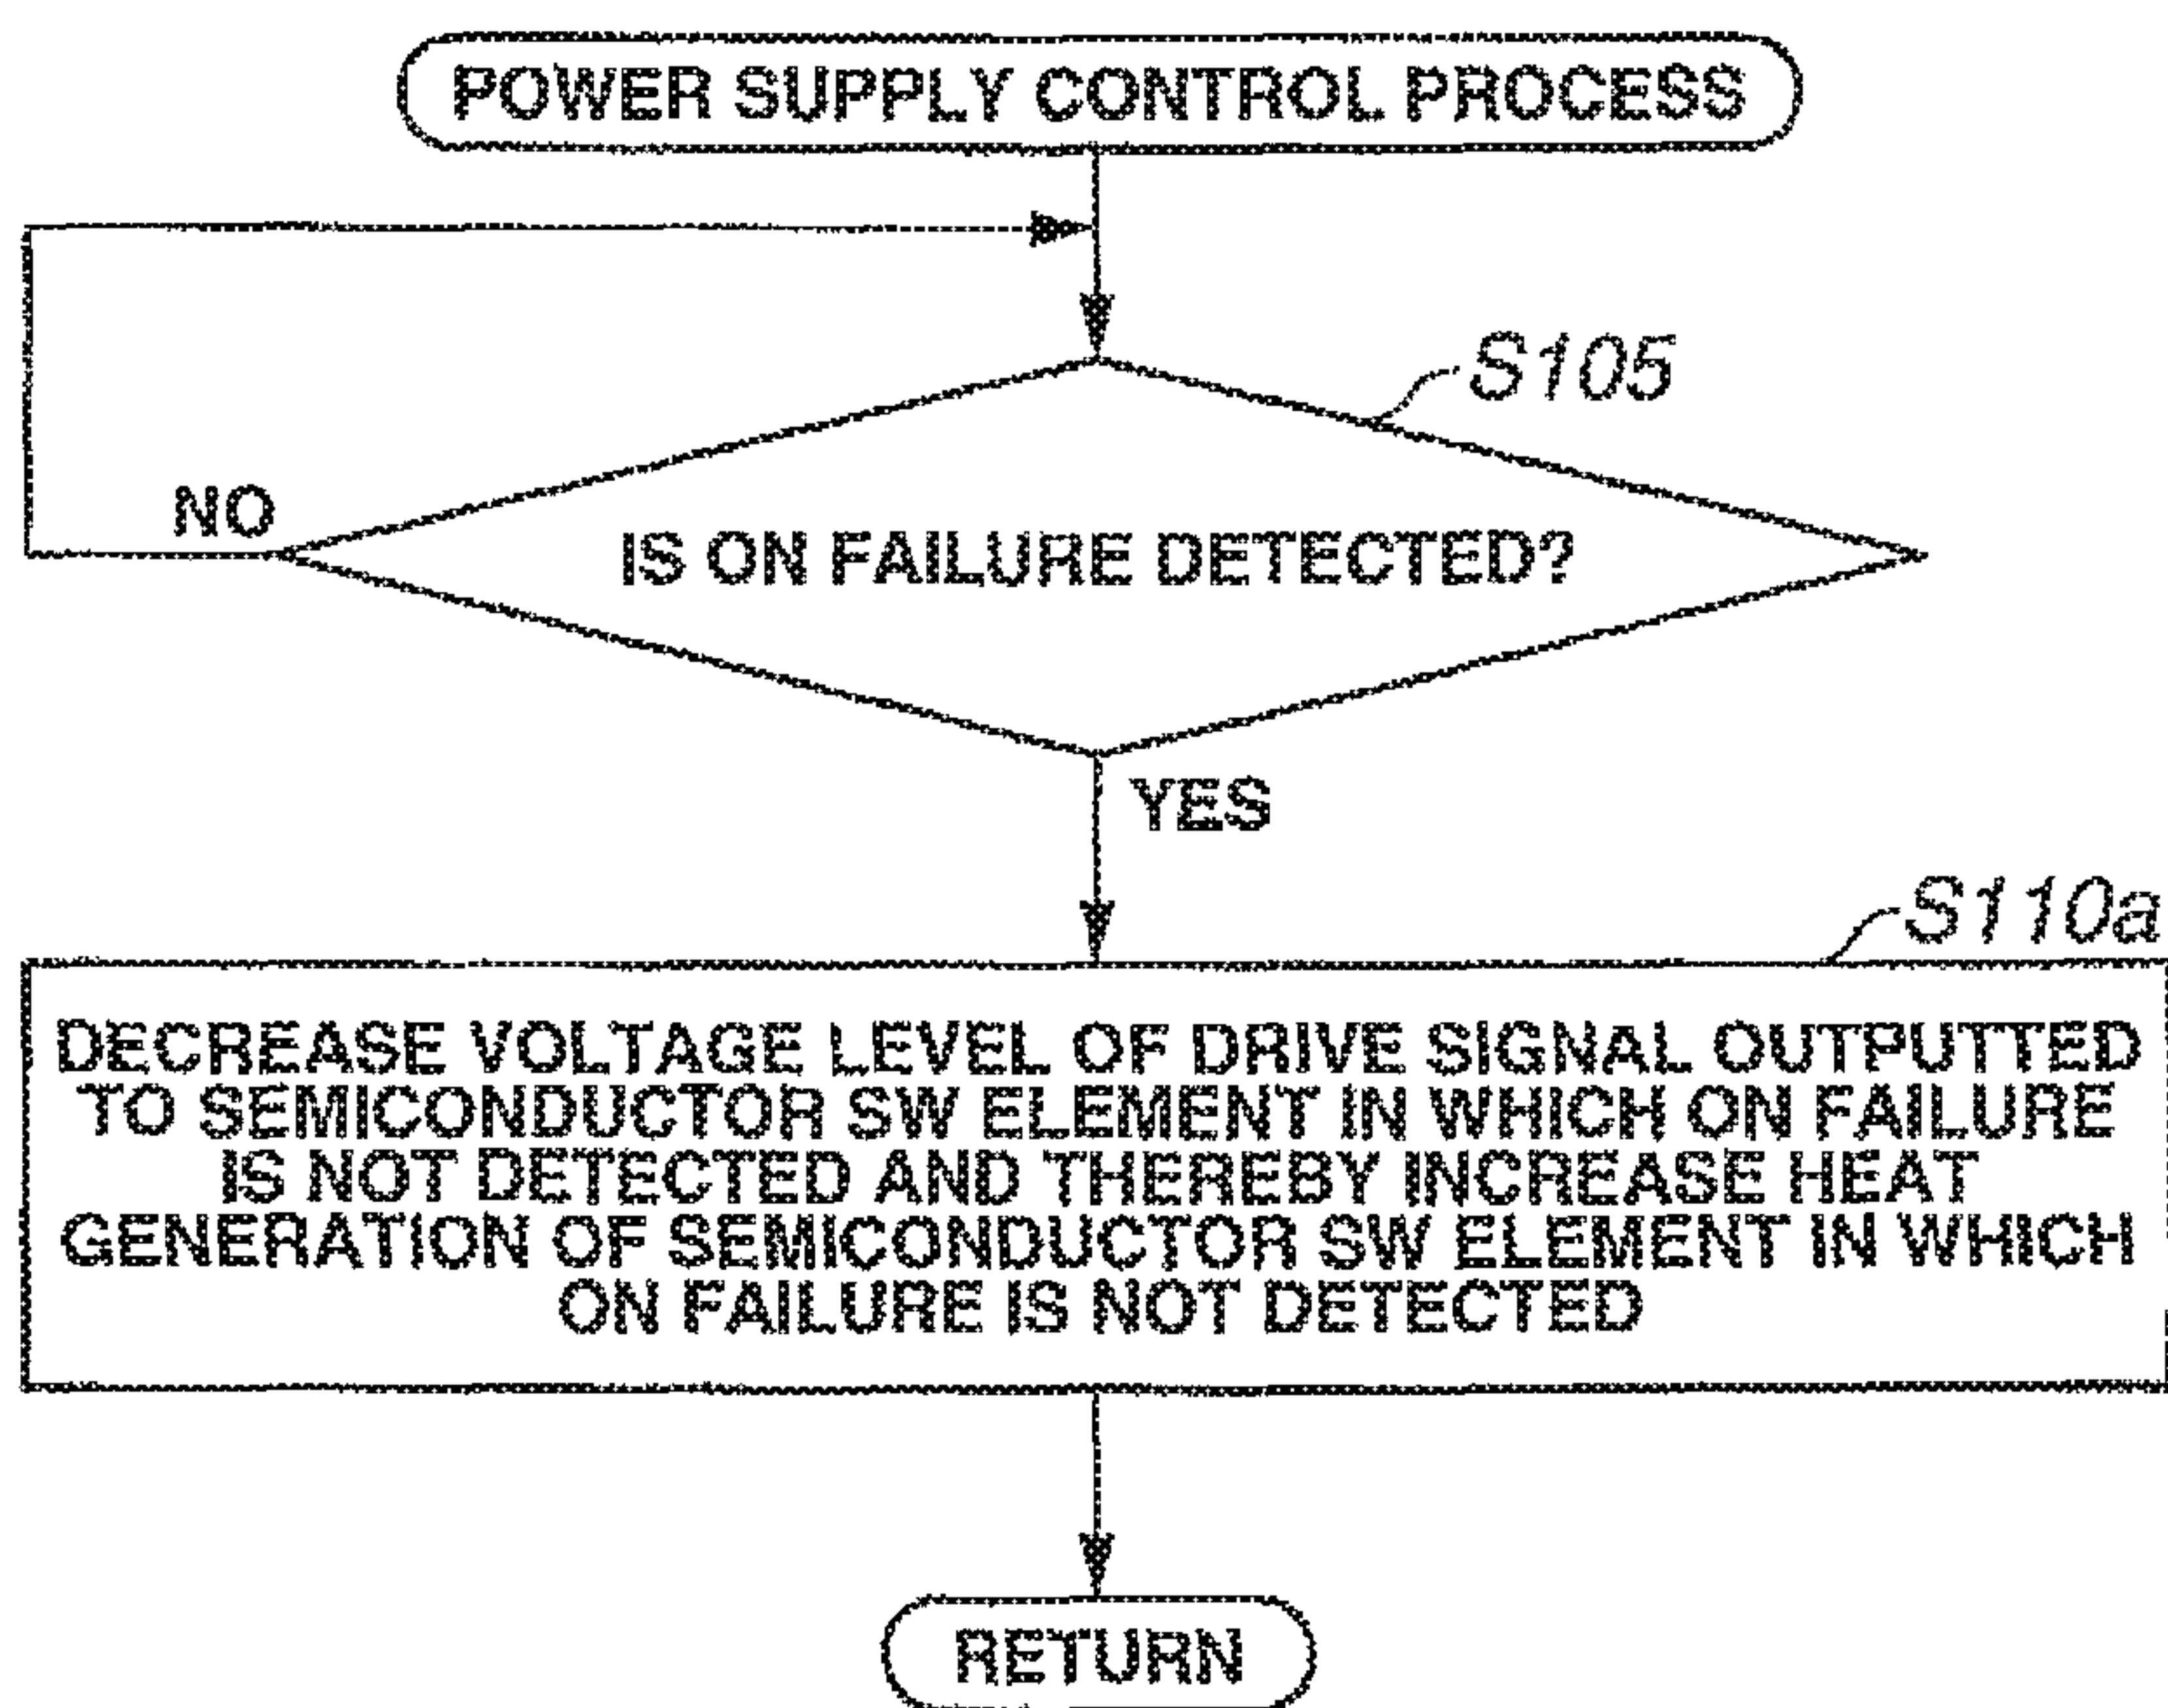 POWER SUPPLY CONTROL PROCESS
S105
NO
IS ON FAILURE DETECTED?
YES
S110a
DECREASE VOLTAGE LEVEL OF DRIVE SIGNAL OUTPUTTED
TO SEMICONDUCTOR SW ELEMENT IN WHICH ON FAILURE
IS NOT DETECTED AND THEREBY INCREASE HEAT
GENERATION OF SEMICONDUCTOR SW ELEMENT IN WHICH
ON FAILURE IS NOT DETECTED
RETURN